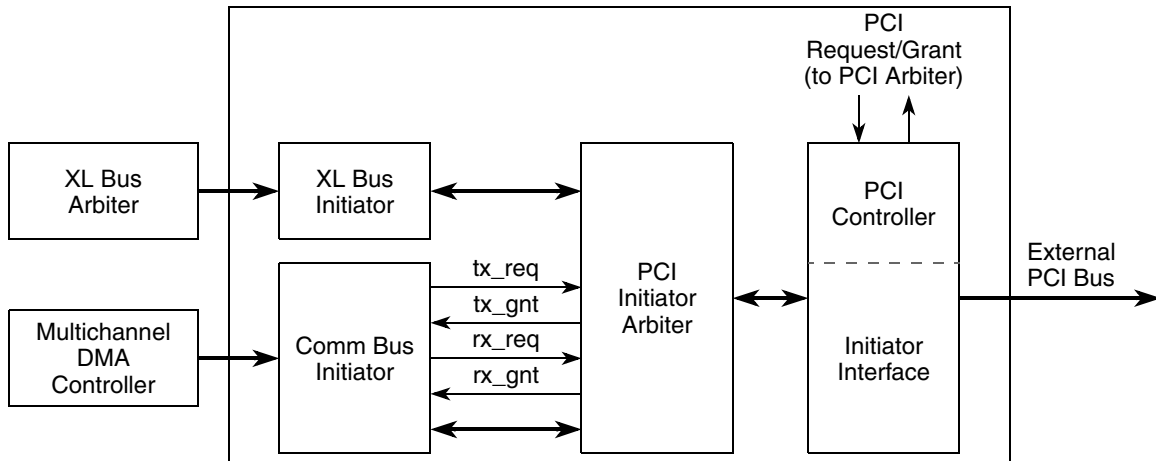 PCI
Request/Grant
(to PCI Arbiter)
XL Bus
Arbiter
XL Bus
Initiator
PCI
Controller
External
PCI Bus
tx_req
tx_gnt
rx_req
rx_gnt
PCI
Initiator
Arbiter
Multichannel
DMA
Controller
Comm Bus
Initiator
Initiator
Interface